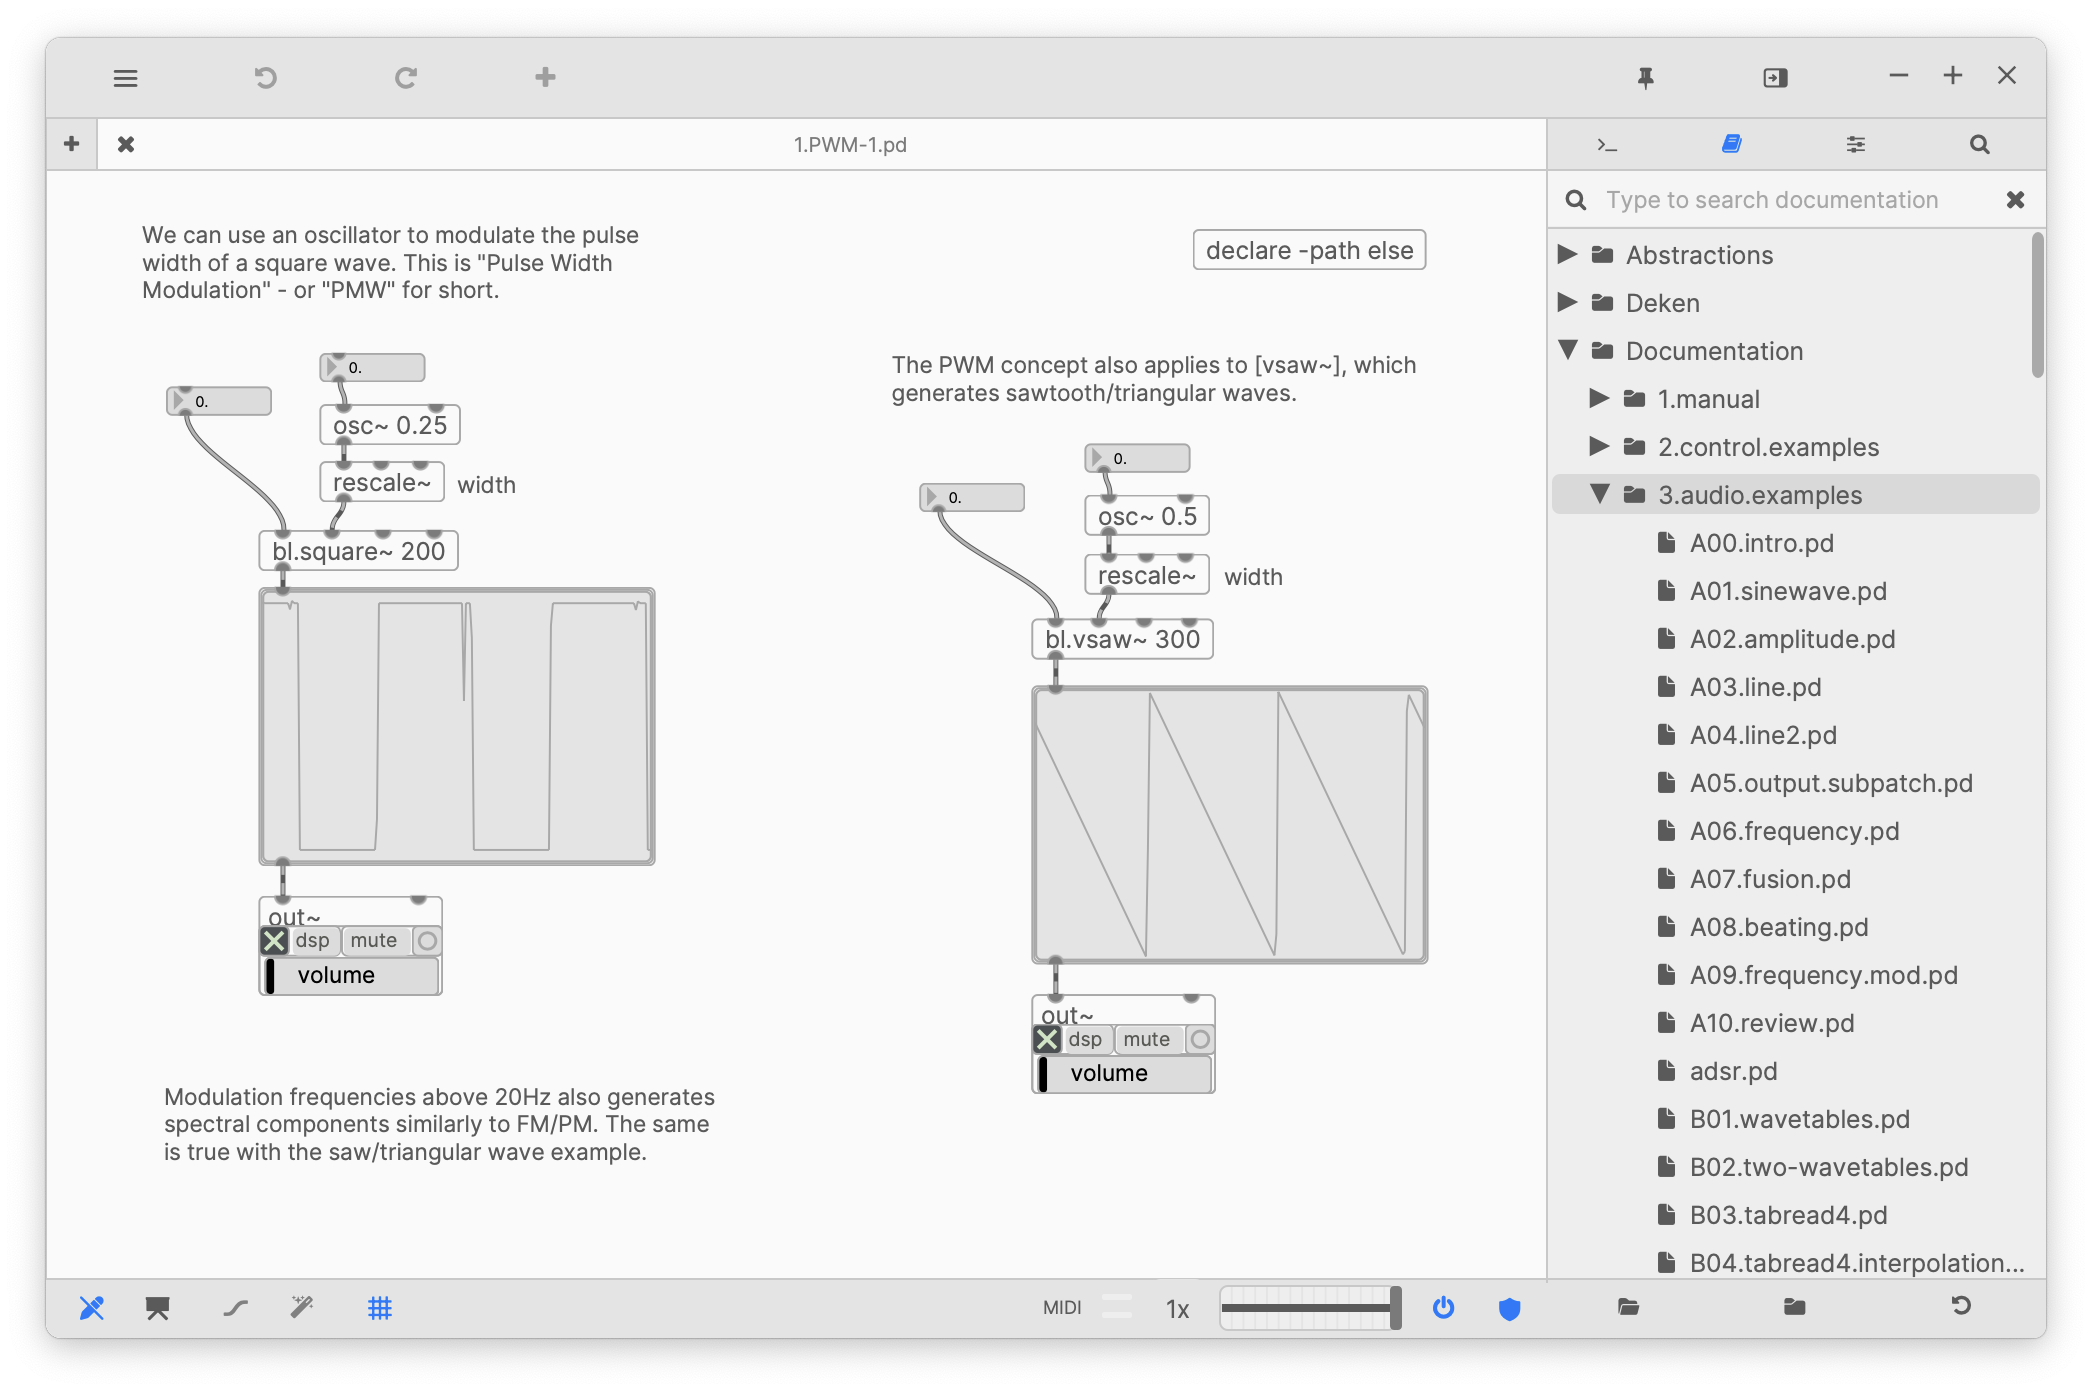 1.PWM-1.pd
We can use an oscillator to modulate the pulse
width of a square wave. This is "Pulse Width
Modulation" - or "PMW" for short.
declare -path else
0.
0.
osc~ 0.25
rescale~
width
bl.square~ 200
out~
dsp
mute
volume
Modulation frequencies above 20Hz also generates
spectral components similarly to FM/PM. The same
is true with the saw/triangular wave example.
The PWM concept also applies to [vsaw~], which
generates sawtooth/triangular waves.
0.
0.
osc~ 0.5
rescale~
width
bl.vsaw~ 300
out~
dsp
mute
volume
Type to search documentation
Abstractions
Deken
Documentation
1.manual
2.control.examples
3.audio.examples
A00.intro.pd
A01.sinewave.pd
A02.amplitude.pd
A03.line.pd
A04.line2.pd
A05.output.subpatch.pd
A06.frequency.pd
A07.fusion.pd
A08.beating.pd
A09.frequency.mod.pd
A10.review.pd
adsr.pd
B01.wavetables.pd
B02.two-wavetables.pd
B03.tabread4.pd
B04.tabread4.interpolation...
MIDI
1x